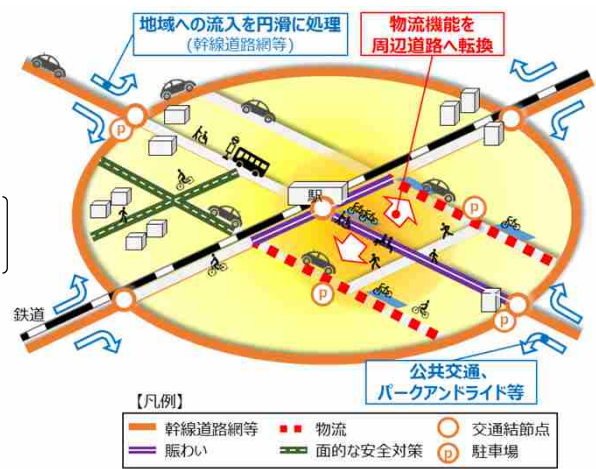 地域への流入を円滑に処理
(幹線道路網等)
物流機能を
周辺道路へ転換
P
駅
P
P
鉄道
P
公共交通、
パークアンドライド等
【凡例】
幹線道路網等
物流
交通結節点
賑わい
面的な安全対策
P
駐車場